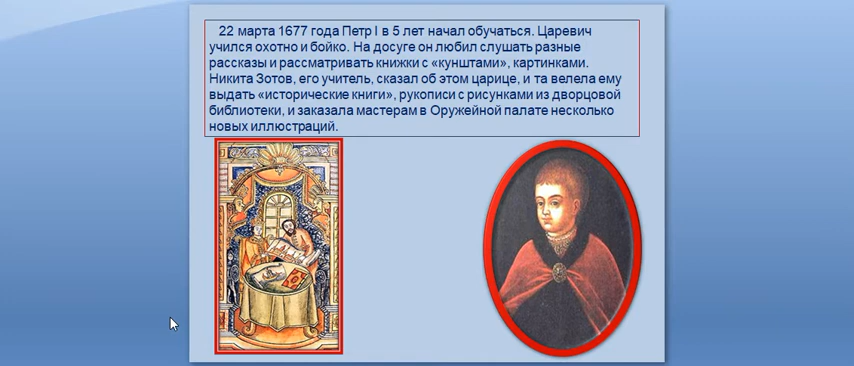 22 марта 1677 года Петр I в 5 лет начал обучаться. Царевич
учился охотно и бойко. На досуге он любил слушать разные
рассказы и рассматривать книжки с «кунштами», картинками.
Никита Зотов, его учитель, сказал об этом царице, и та велела ему
выдать «исторические книги», рукописи с рисунками из дворцовой
библиотеки, и заказала мастерам в Оружейной палате несколько
новых иллюстраций.